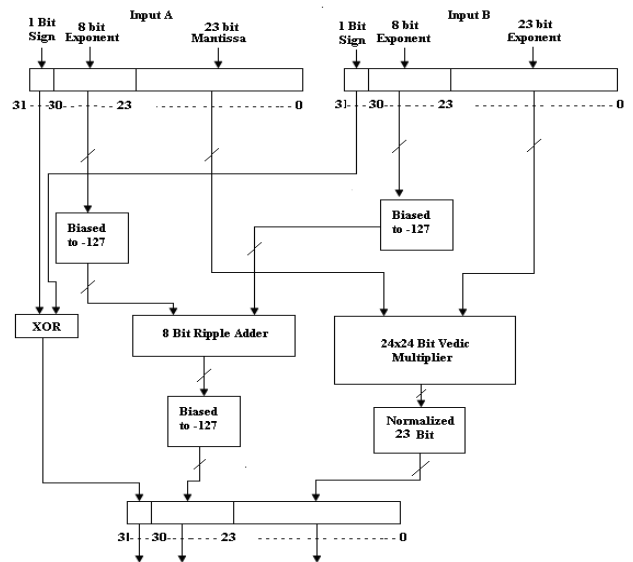 Input A
1 Bit
Sign
8 bit
Exponent
23 bit
Mantissa
Input B
1 Bit
Sign
8 bit
Exponent
23 bit
Exponent
31 30 23 0
31 30 23 0
Biased
to -127
Biased
to -127
XOR
8 Bit Ripple Adder
24x24 Bit Vedic
Multiplier
Biased
to -127
Normalized
23 Bit
31 30 23 0